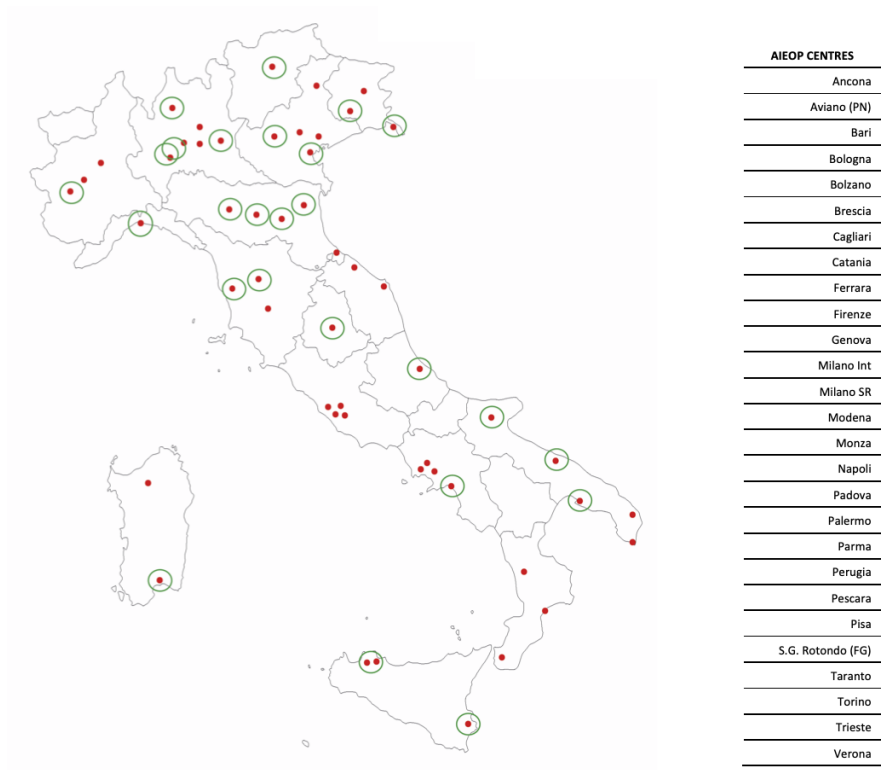 AIEOP CENTRES
Ancona
Aviano (PN)
Bari
Bologna
Bolzano
Brescia
Cagliari
Catania
Ferrara
Firenze
Genova
Milano Int
Milano SR
Modena
Monza
Napoli
Padova
Palermo
Parma
Perugia
Pescara
Pisa
S.G. Rotondo (FG)
Taranto
Torino
Trieste
Verona